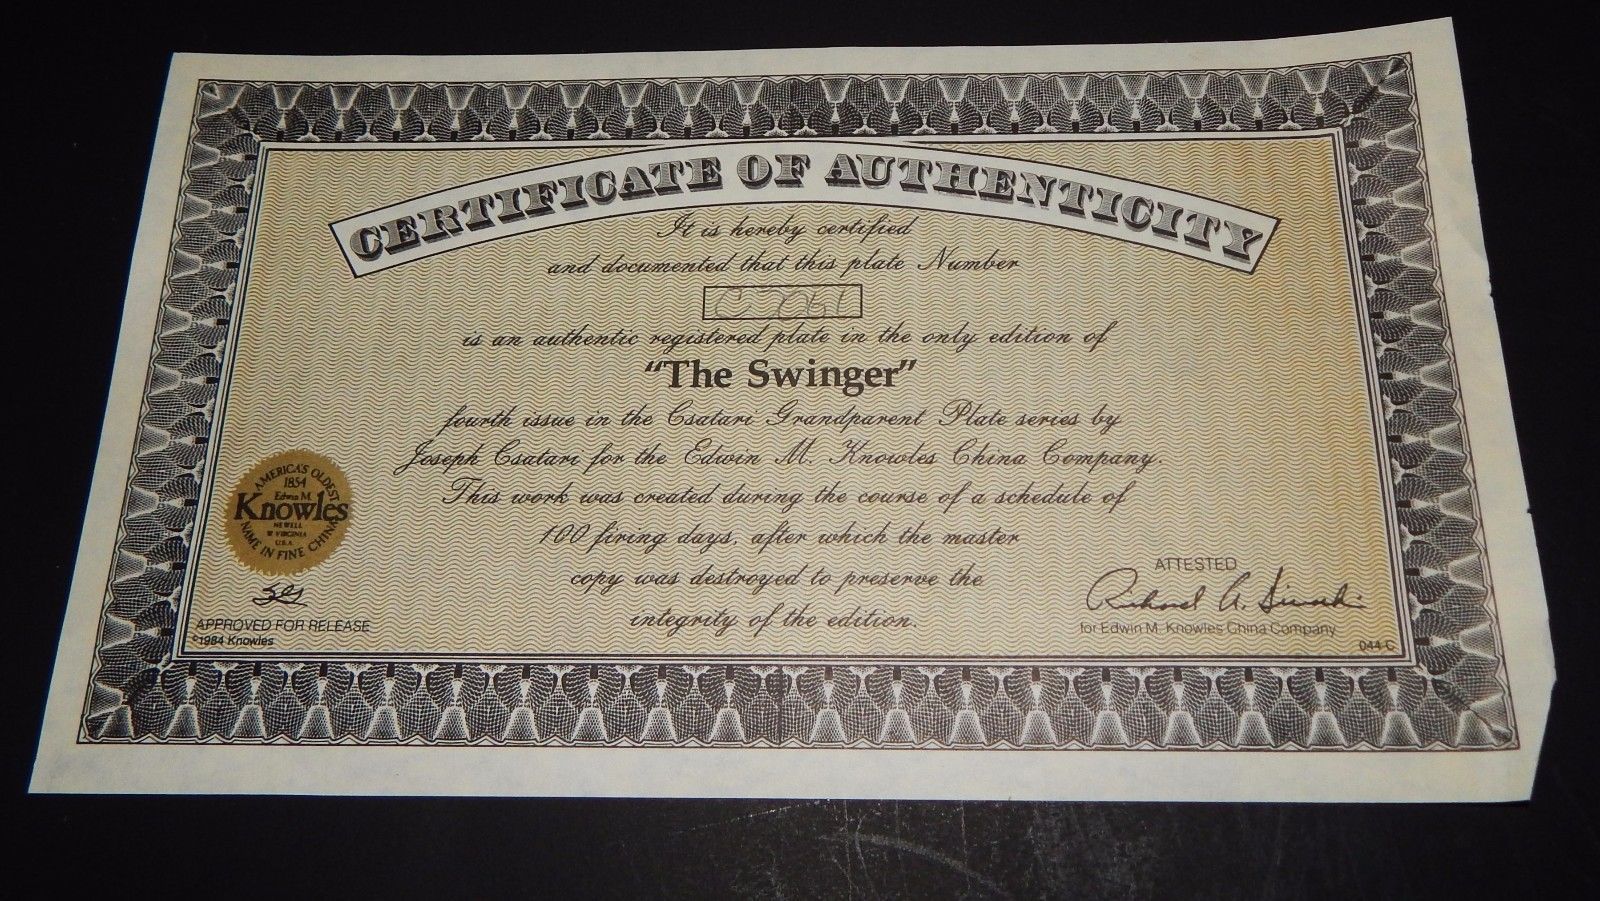 CERTIFICATE OF AUTHENTICITY
It is hereby certified
and documented that this plate Number
is an authentic registered plate in the only edition of
"The Swinger"
fourth issue in the Csatari Grandparent Plate series by
Joseph Csatari for the Edwin M. Knowles China Company.
This work was created during the course of a schedule of
100 firing days, after which the master
copy was destroyed to preserve the
integrity of the edition.
AMERICA'S OLDEST
1854
Edwin M.
Knowles
NEWELL
W VIRGINIA
U.S.A.
NAME IN FINE CHINA
APPROVED FOR RELEASE
©1984 Knowles
ATTESTED
Richard A.
for Edwin M. Knowles China Company
044-C